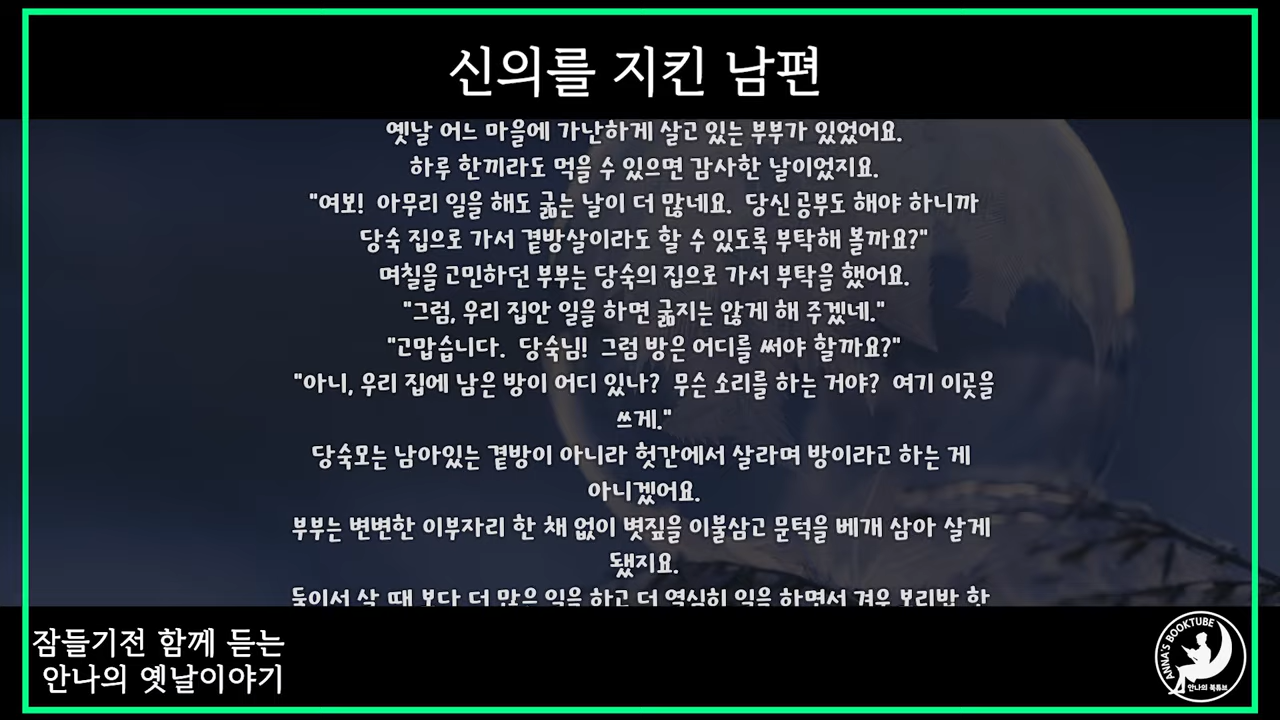 신의를 지킨 남편
옛날 어느 마을에 가난하게 살고 있는 부부가 있었어요.
하루 한끼라도 먹을 수 있으면 감사한 날이었지요.
"여보! 아무리 일을 해도 굶는 날이 더 많네요. 당신 공부도 해야 하니까
당숙 집으로 가서 곁방살이라도 할 수 있도록 부탁해 볼까요?"
며칠을 고민하던 부부는 당숙의 집으로 가서 부탁을 했어요.
"그럼, 우리 집안 일을 하면 굶지는 않게 해 주겠네."
"고맙습니다. 당숙님! 그럼 방은 어디를 써야 할까요?"
"아니, 우리 집에 남은 방이 어디 있나? 무슨 소리를 하는 거야? 여기 이곳을
쓰게."
당숙모는 남아있는 곁방이 아니라 헛간에서 살라며 방이라고 하는 게
아니겠어요.
부부는 변변한 이부자리 한 채 없이 볏짚을 이불삼고 문턱을 베개 삼아 살게
됐지요.
둘이서 살 때 보다 더 많은 일을 하고 더 열심히 일을 하면서 겨우 보리밥 한
잠들기전 함께 듣는
안나의 옛날이야기
ANNA'S BOOKTUBE
안나의 북튜브